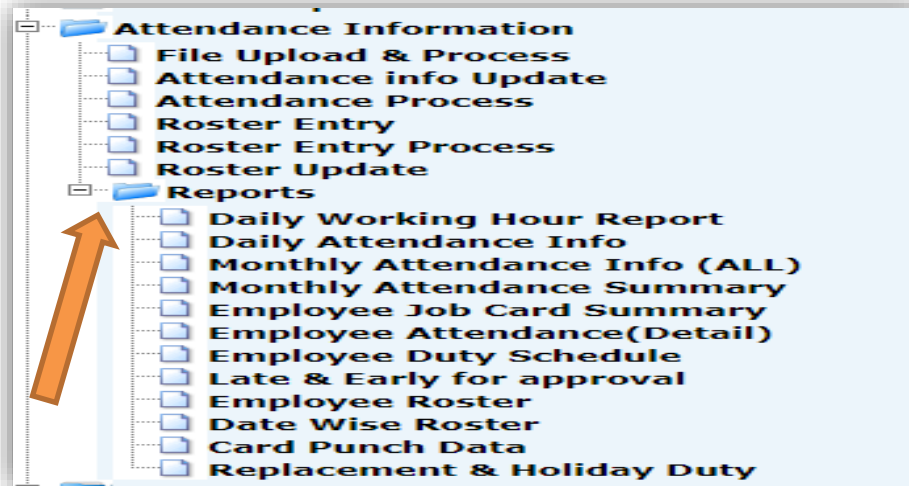 Attendance Information
File Upload & Process
Attendance info Update
Attendance Process
Roster Entry
Roster Entry Process
Roster Update
Reports
Daily Working Hour Report
Daily Attendance Info
Monthly Attendance Info (ALL)
Monthly Attendance Summary
Employee Job Card Summary
Employee Attendance(Detail)
Employee Duty Schedule
Late & Early for approval
Employee Roster
Date Wise Roster
Card Punch Data
Replacement & Holiday Duty